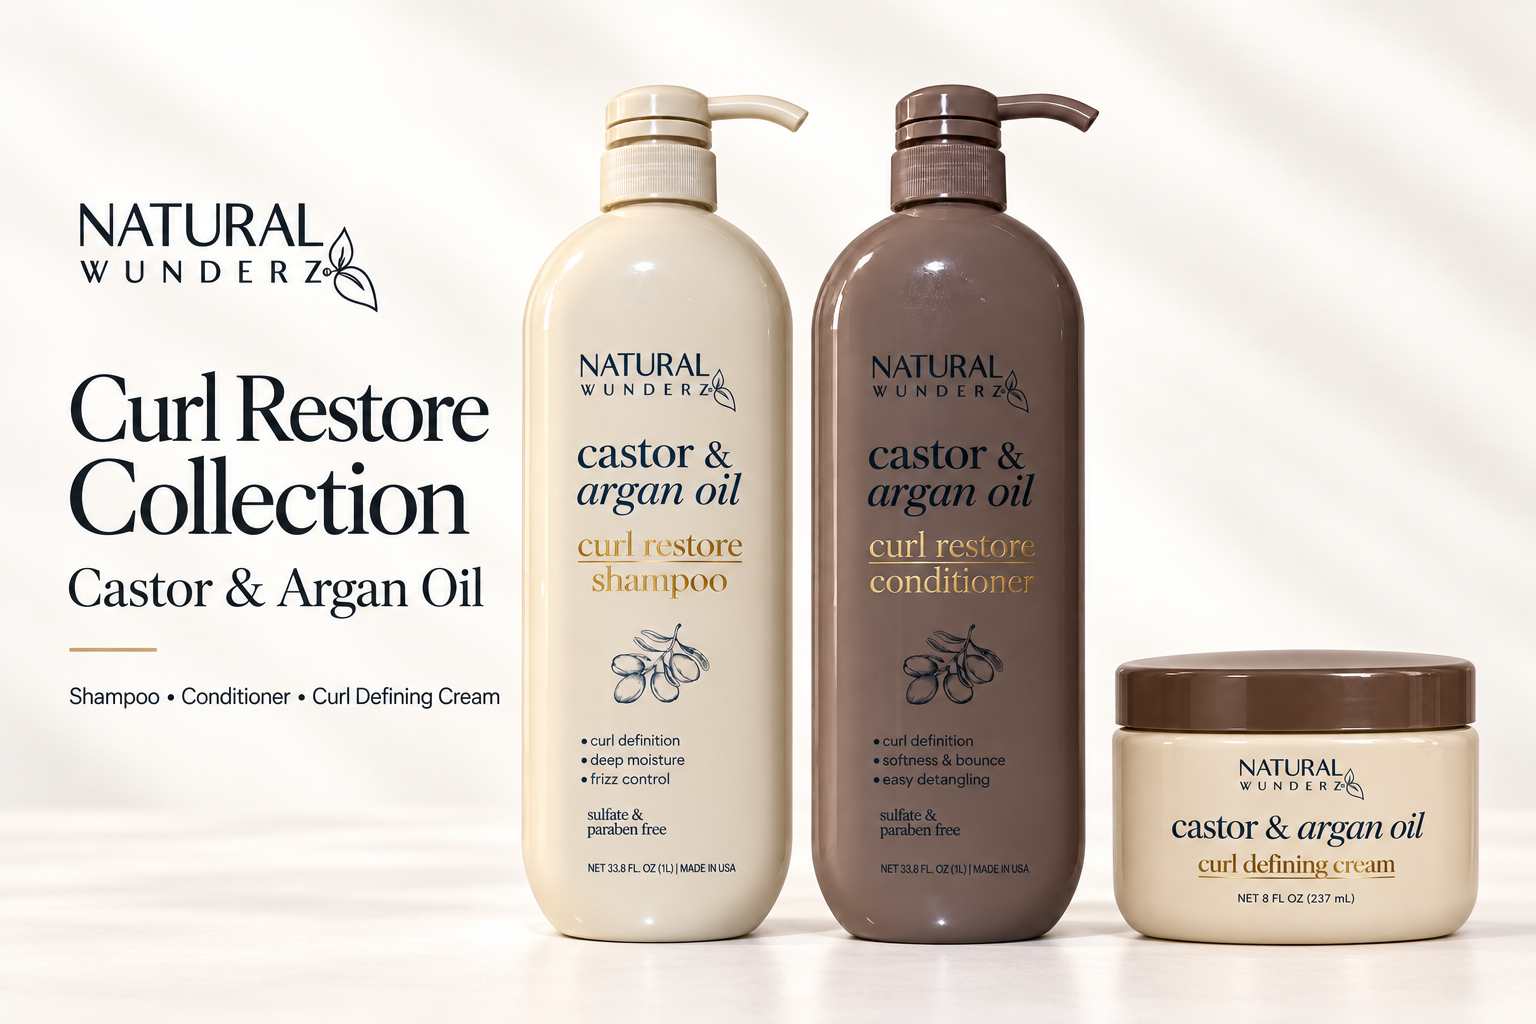 NATURAL
WUNDERZ
Curl Restore
Collection
Castor & Argan Oil
Shampoo • Conditioner • Curl Defining Cream
NATURAL
WUNDERZ
castor &
argan oil
curl restore
shampoo
• curl definition
• deep moisture
• frizz control
sulfate &
paraben free
NET 33.8 FL. OZ (1L) | MADE IN USA
NATURAL
WUNDERZ
castor &
argan oil
curl restore
conditioner
• curl definition
• softness & bounce
• easy detangling
sulfate &
paraben free
NET 33.8 FL. OZ (1L) | MADE IN USA
NATURAL
WUNDERZ
castor & argan oil
curl defining cream
NET 8 FL OZ (237 mL)